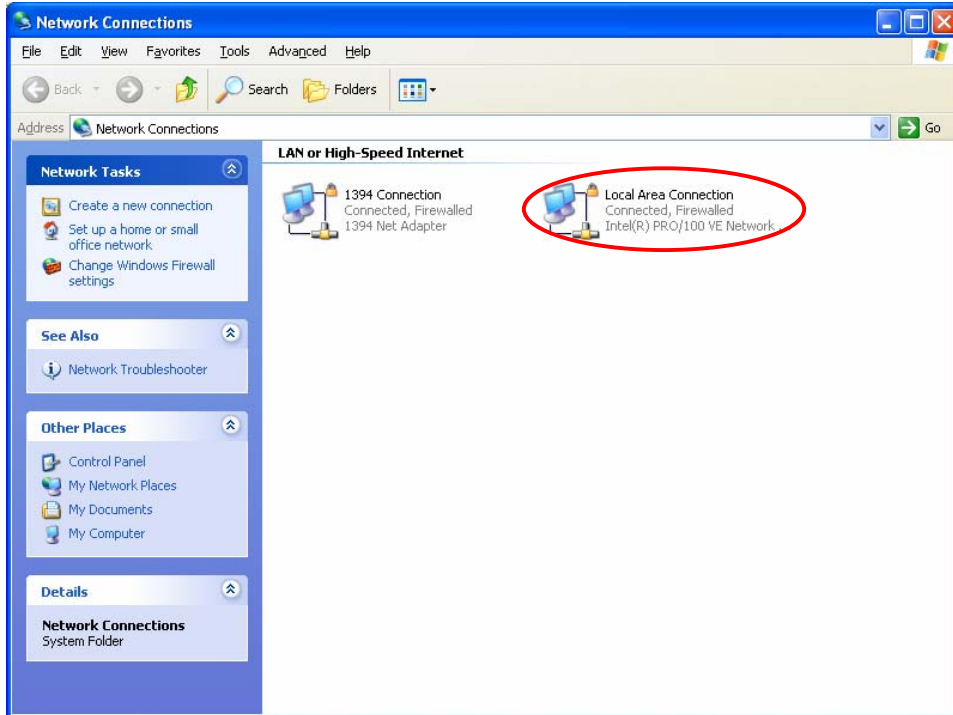 Network Connections
File Edit View Favorites Tools Advanced Help
Back Search Folders
Address Network Connections Go
Network Tasks
Create a new connection
Set up a home or small
office network
Change Windows Firewall
settings
See Also
Network Troubleshooter
Other Places
Control Panel
My Network Places
My Documents
My Computer
Details
Network Connections
System Folder
LAN or High-Speed Internet
1394 Connection
Connected, Firewalled
1394 Net Adapter
Local Area Connection
Connected, Firewalled
Intel(R) PRO/100 VE Network ...